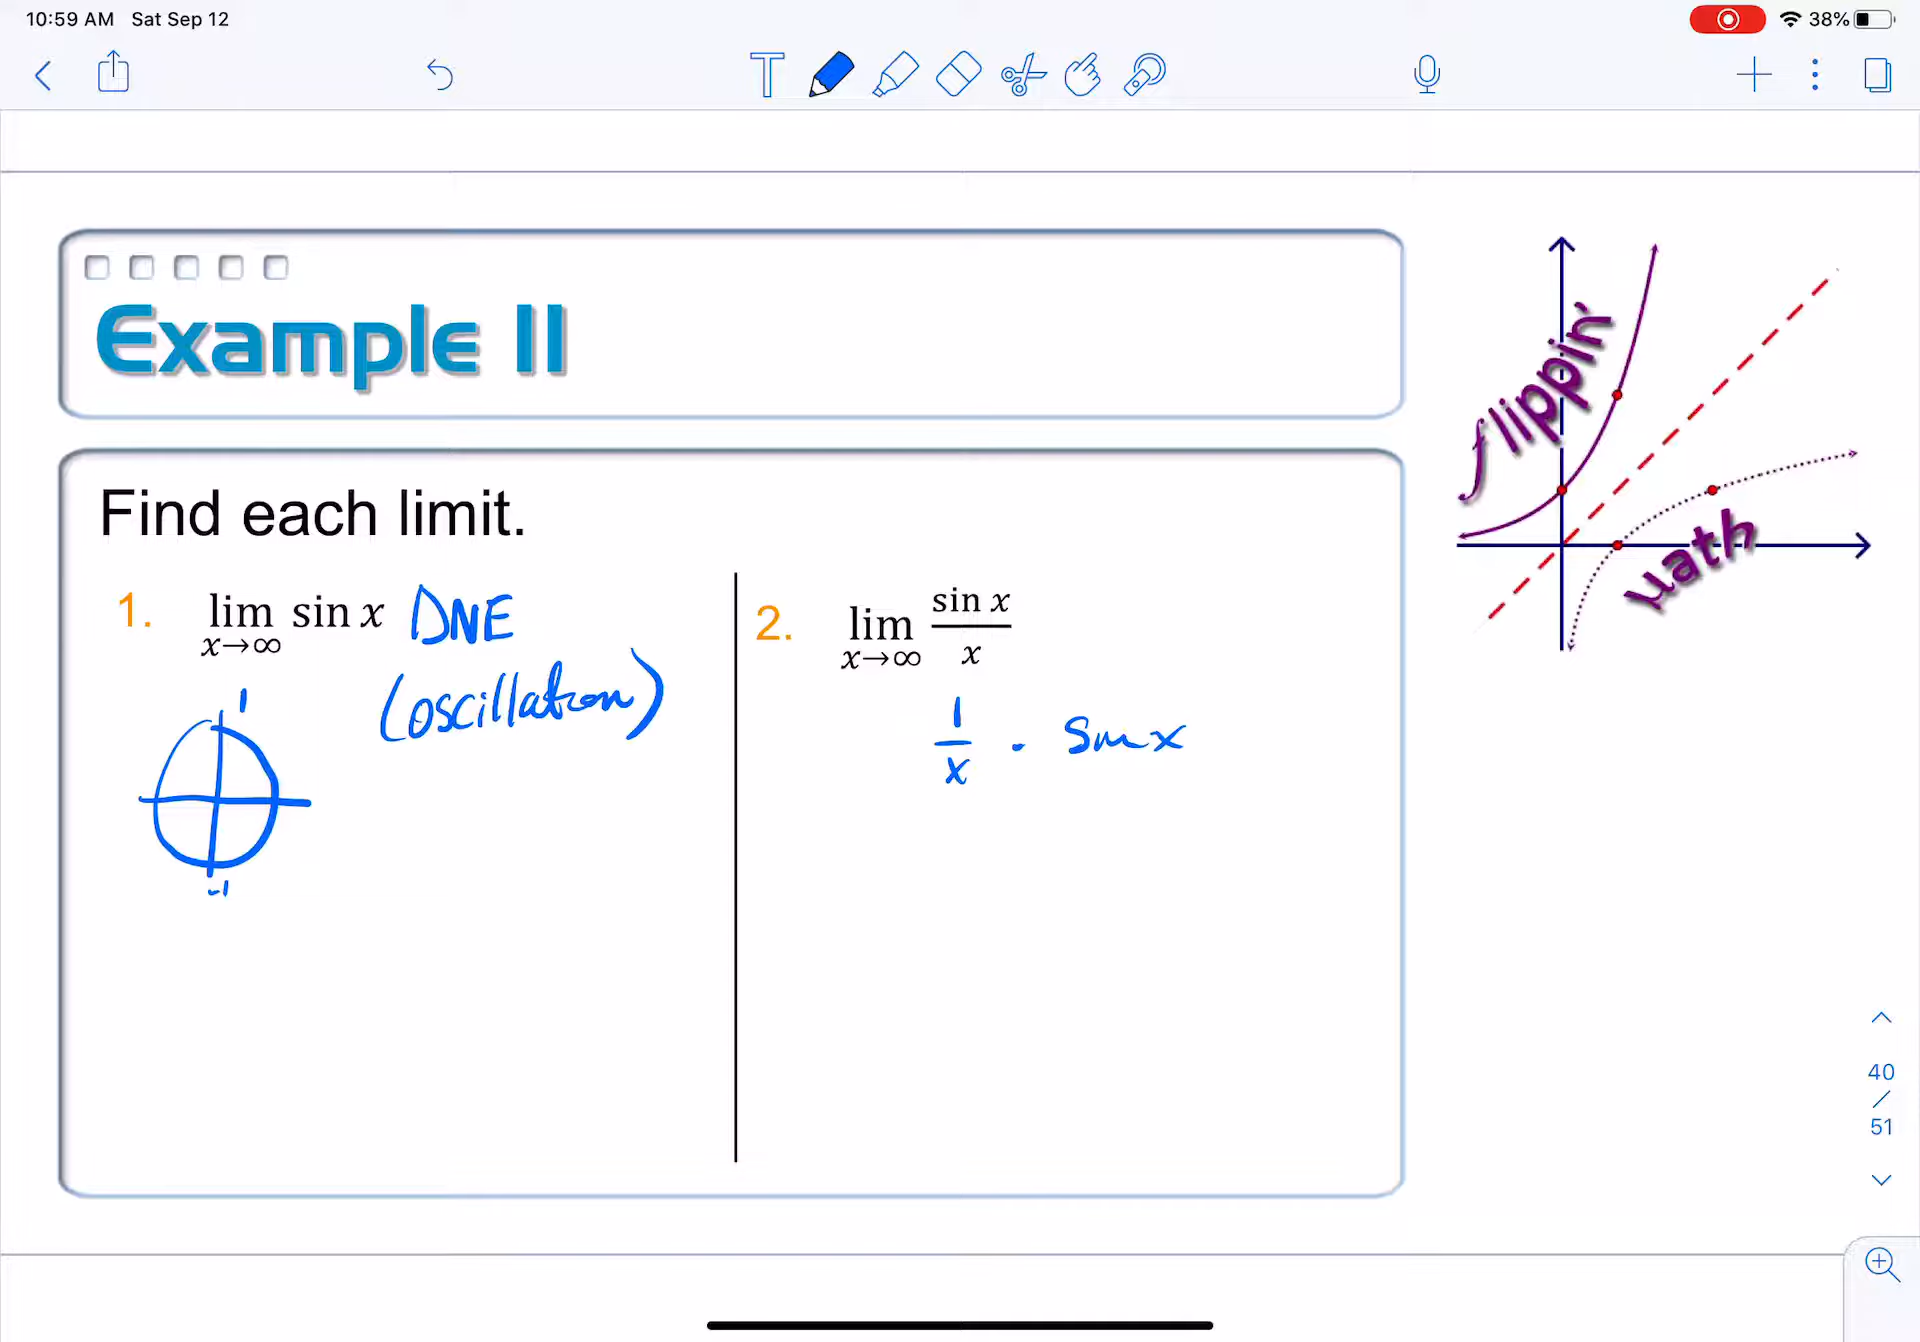 10:59 AM Sat Sep 12
38%
Example II
flippin'
math
Find each limit.
1. lim x→∞ sin x DNE
(oscillation)
1
-1
2. lim x→∞ sin x / x
1/x · sin x
40
/
51